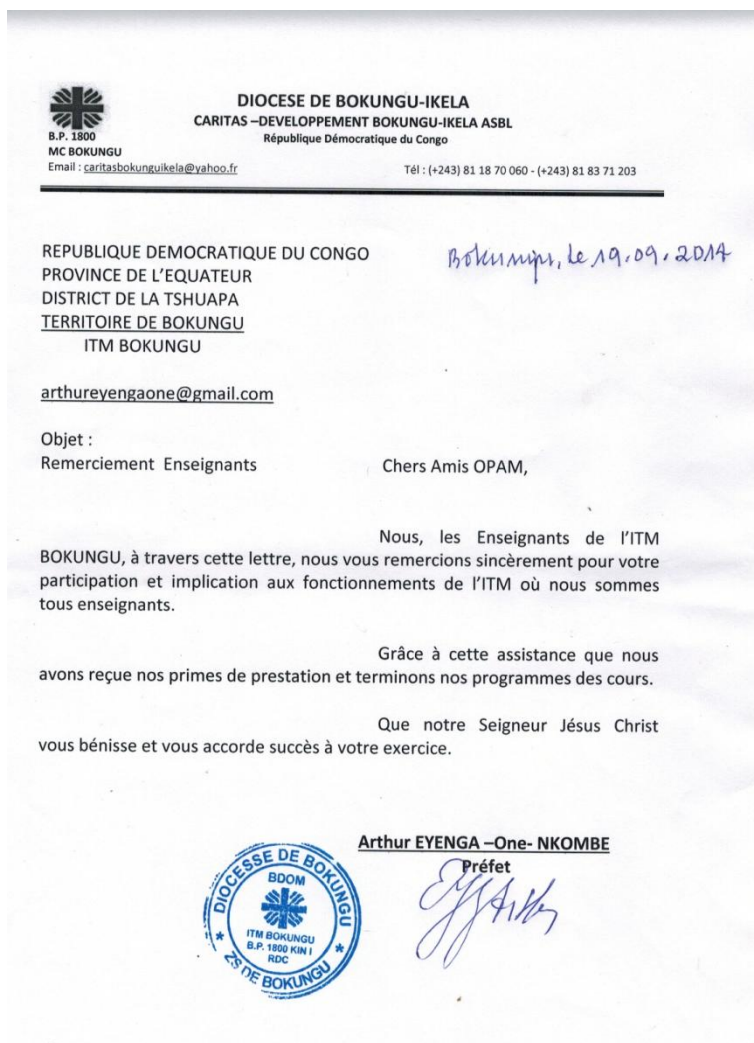 DIOCESE DE BOKUNGU-IKELA
CARITAS –DEVELOPPEMENT BOKUNGU-IKELA ASBL
République Démocratique du Congo
B.P. 1800
MC BOKUNGU
Email : caritasbokunguikela@yahoo.fr Tél : (+243) 81 18 70 060 - (+243) 81 83 71 203
REPUBLIQUE DEMOCRATIQUE DU CONGO
PROVINCE DE L'EQUATEUR
DISTRICT DE LA TSHUAPA
TERRITOIRE DE BOKUNGU
ITM BOKUNGU
le 19.09.2014
arthureyengaone@gmail.com
Objet :
Remerciement Enseignants Chers Amis OPAM,
Nous, les Enseignants de l'ITM
BOKUNGU, à travers cette lettre, nous vous remercions sincèrement pour votre
participation et implication aux fonctionnements de l'ITM où nous sommes
tous enseignants.
Grâce à cette assistance que nous
avons reçue nos primes de prestation et terminons nos programmes des cours.
Que notre Seigneur Jésus Christ
vous bénisse et vous accorde succès à votre exercice.
Arthur EYENGA –One- NKOMBE
Préfet
DIOCESSE DE BOKUNGU
BDOM
ITM BOKUNGU
B.P. 1800 KIN I
RDC
ZS DE BOKUNGU